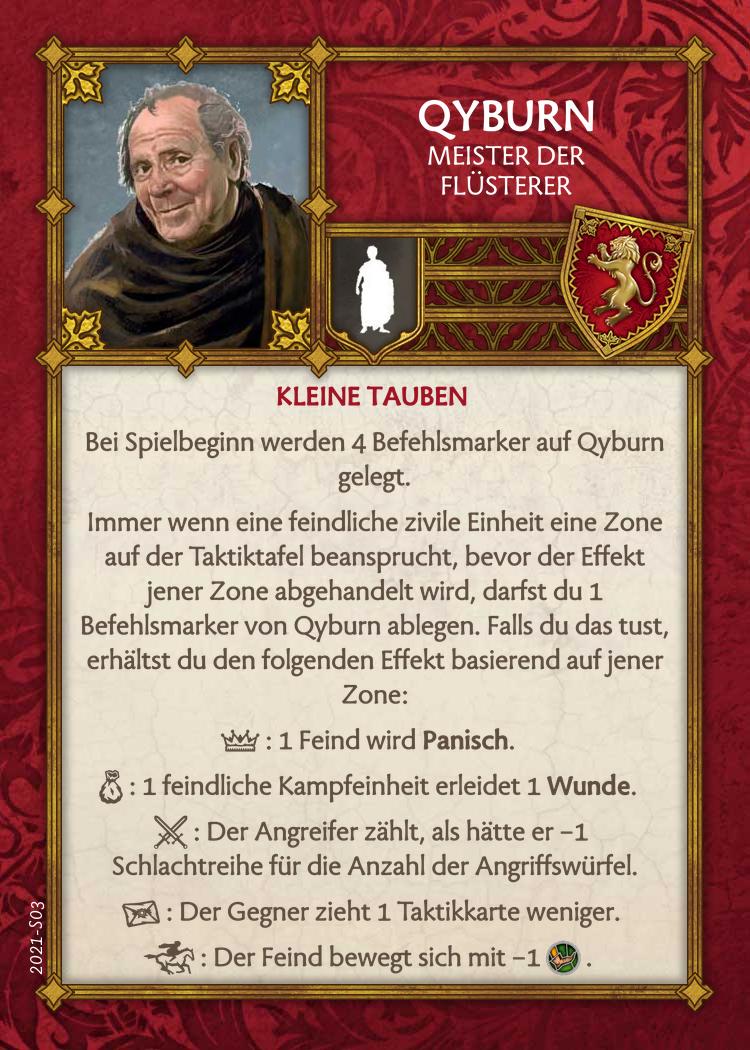 QYBURN
MEISTER DER
FLÜSTERER
KLEINE TAUBEN
Bei Spielbeginn werden 4 Befehlsmarker auf Qyburn
gelegt.
Immer wenn eine feindliche zivile Einheit eine Zone
auf der Taktiktafel beansprucht, bevor der Effekt
jener Zone abgehandelt wird, darfst du 1
Befehlsmarker von Qyburn ablegen. Falls du das tust,
erhältst du den folgenden Effekt basierend auf jener
Zone:
: 1 Feind wird Panisch.
: 1 feindliche Kampfeinheit erleidet 1 Wunde.
: Der Angreifer zählt, als hätte er −1
Schlachtreihe für die Anzahl der Angriffswürfel.
: Der Gegner zieht 1 Taktikkarte weniger.
: Der Feind bewegt sich mit −1 .
2021-S03